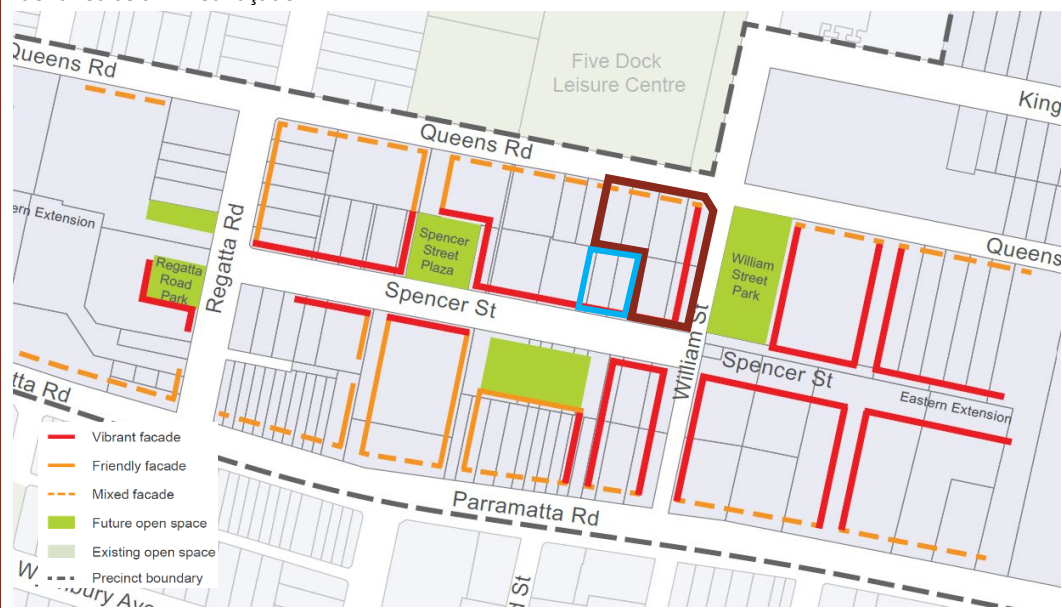 Queens Rd
Five Dock
Leisure Centre
King
Queens Rd
ern Extension
Regatta Rd
Spencer
Street
Plaza
William
Street
Park
Queens
Regatta
Road
Park
Spencer St
William St
Spencer St
Eastern Extension
tta Rd
Vibrant facade
Friendly facade
Mixed facade
Future open space
Existing open space
Precinct boundary
Parramatta Rd
bury Ave
St